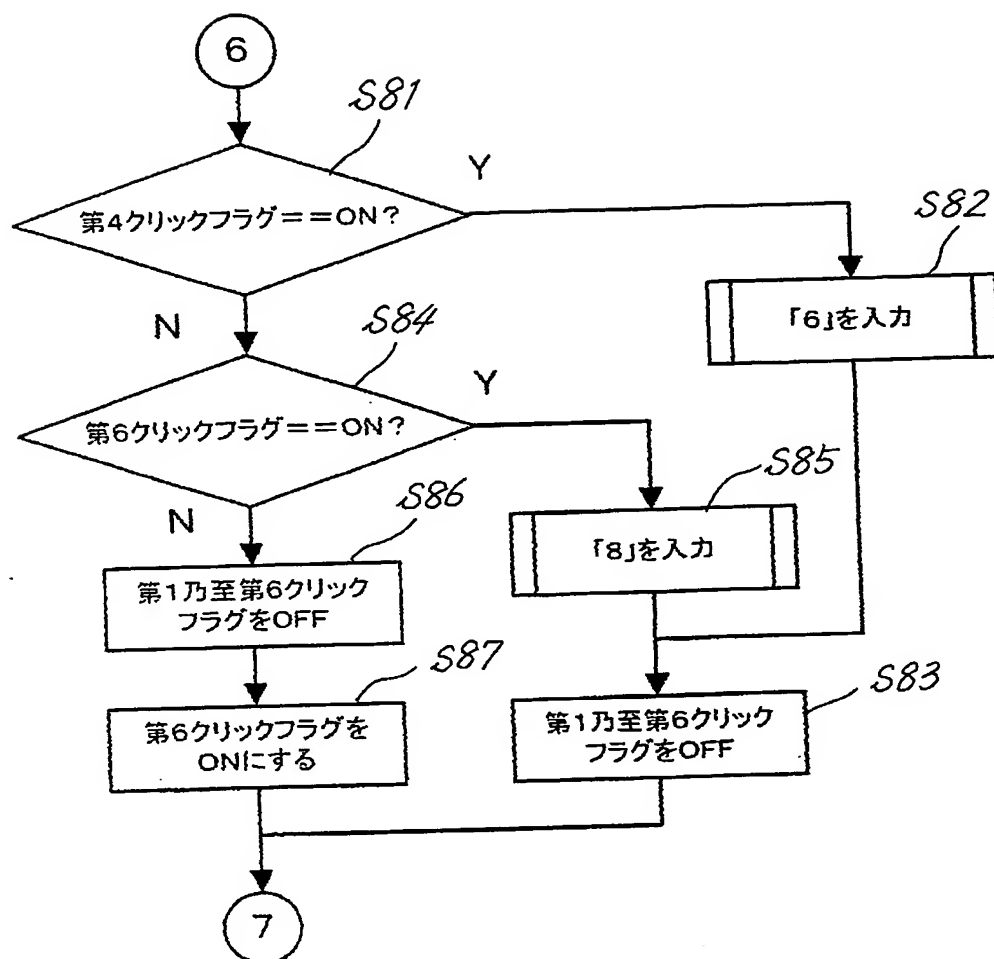 6
S81
Y
第4クリックフラグ==ON?
S82
「6」を入力
N
S84
Y
第6クリックフラグ==ON?
S85
「8」を入力
N
S86
第1乃至第6クリック
フラグをOFF
S87
第6クリックフラグを
ONにする
S83
第1乃至第6クリック
フラグをOFF
7